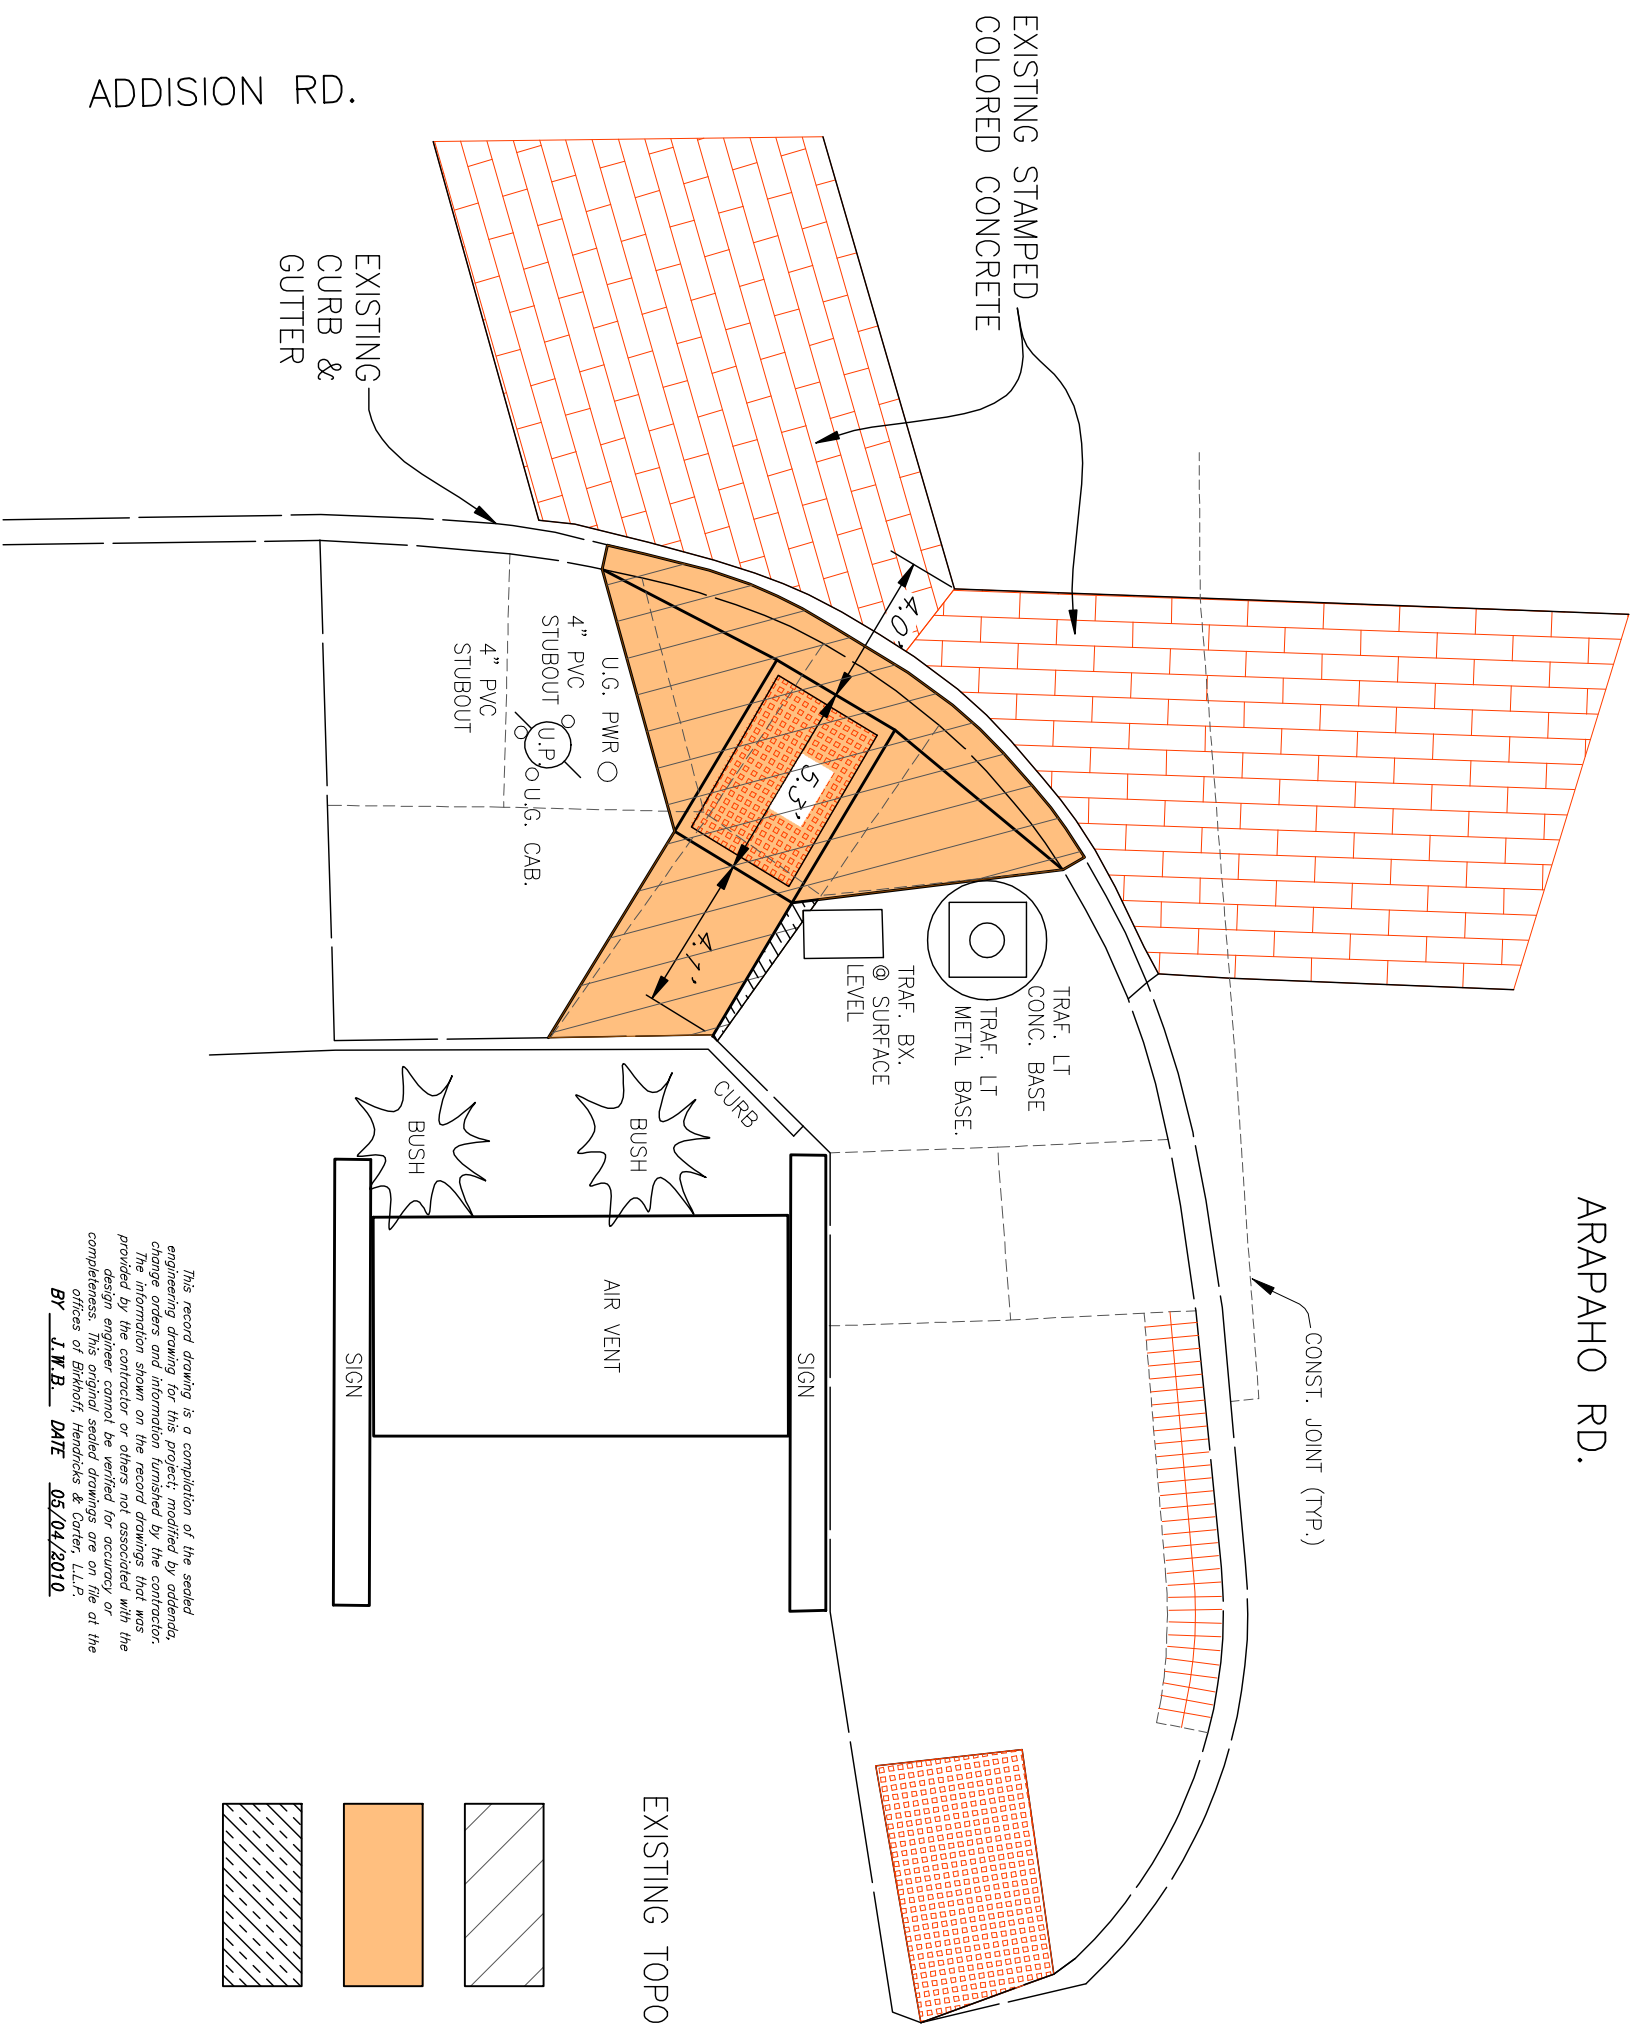 ADDISION RD.
EXISTING STAMPED
COLORED CONCRETE
EXISTING
CURB &
GUTTER
ARAPAHO RD.
CONST. JOINT (TYP.)
4.0'
5.3'
4.1'
U.G. PWR
4" PVC
STUBOUT
4" PVC
STUBOUT
U.P.
U.G. CAB.
TRAF. LT
CONC. BASE
TRAF. LT
METAL BASE.
TRAF. BX.
@ SURFACE
LEVEL
CURB
BUSH
BUSH
SIGN
AIR VENT
SIGN
EXISTING TOPO
This record drawing is a compilation of the sealed
engineering drawing for this project; modified by addenda,
change orders and information furnished by the contractor.
The information shown on the record drawings that was
provided by the contractor or others not associated with the
design engineer cannot be verified for accuracy or
completeness. This original sealed drawings are on file at the
offices of Birkhoff, Hendricks & Carter, L.L.P.
BY J.W.B. DATE 05/04/2010